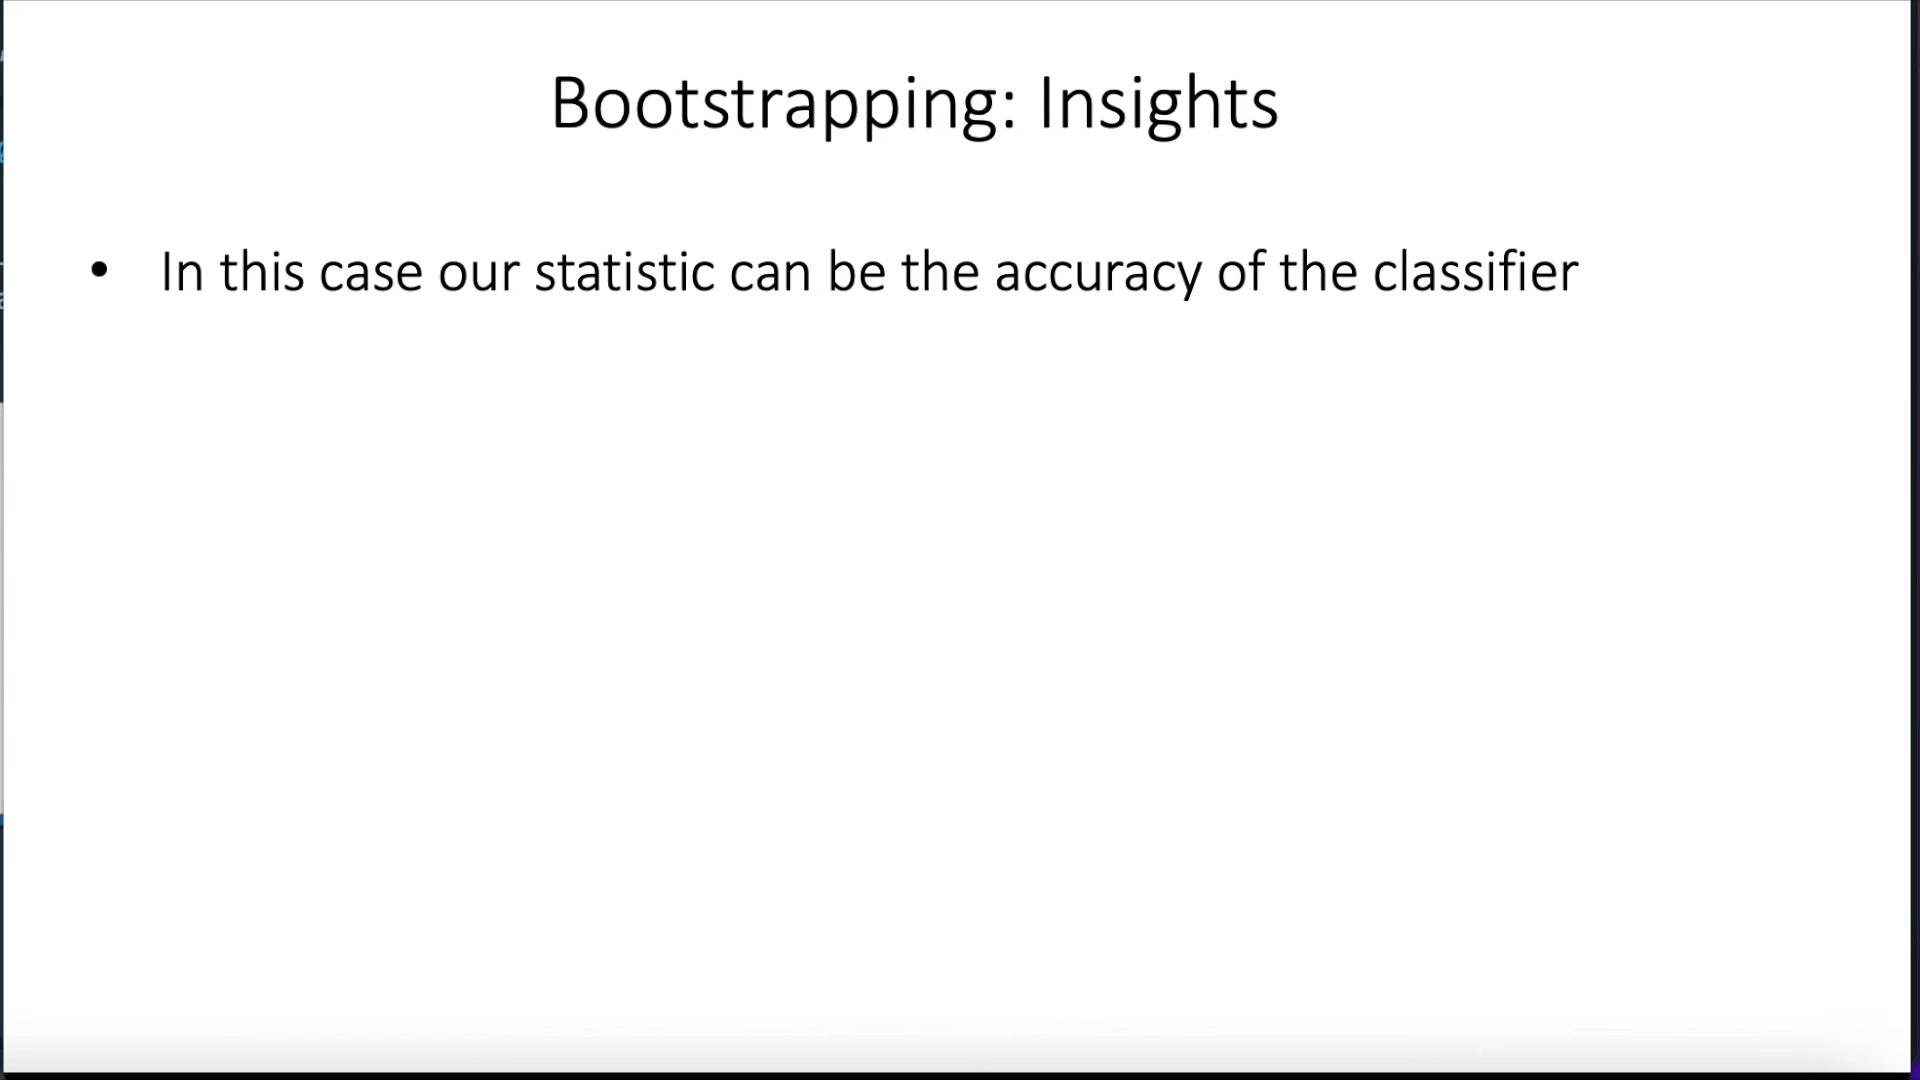 Bootstrapping: Insights
• In this case our statistic can be the accuracy of the classifier